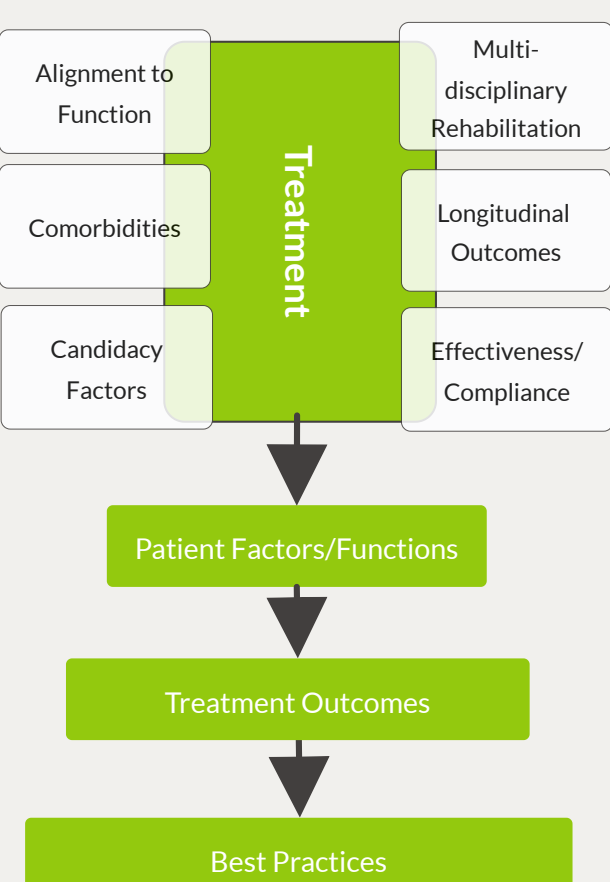 Alignment to
Function
Comorbidities
Candidacy
Factors
Treatment
Multi-
disciplinary
Rehabilitation
Longitudinal
Outcomes
Effectiveness/
Compliance
Patient Factors/Functions
Treatment Outcomes
Best Practices